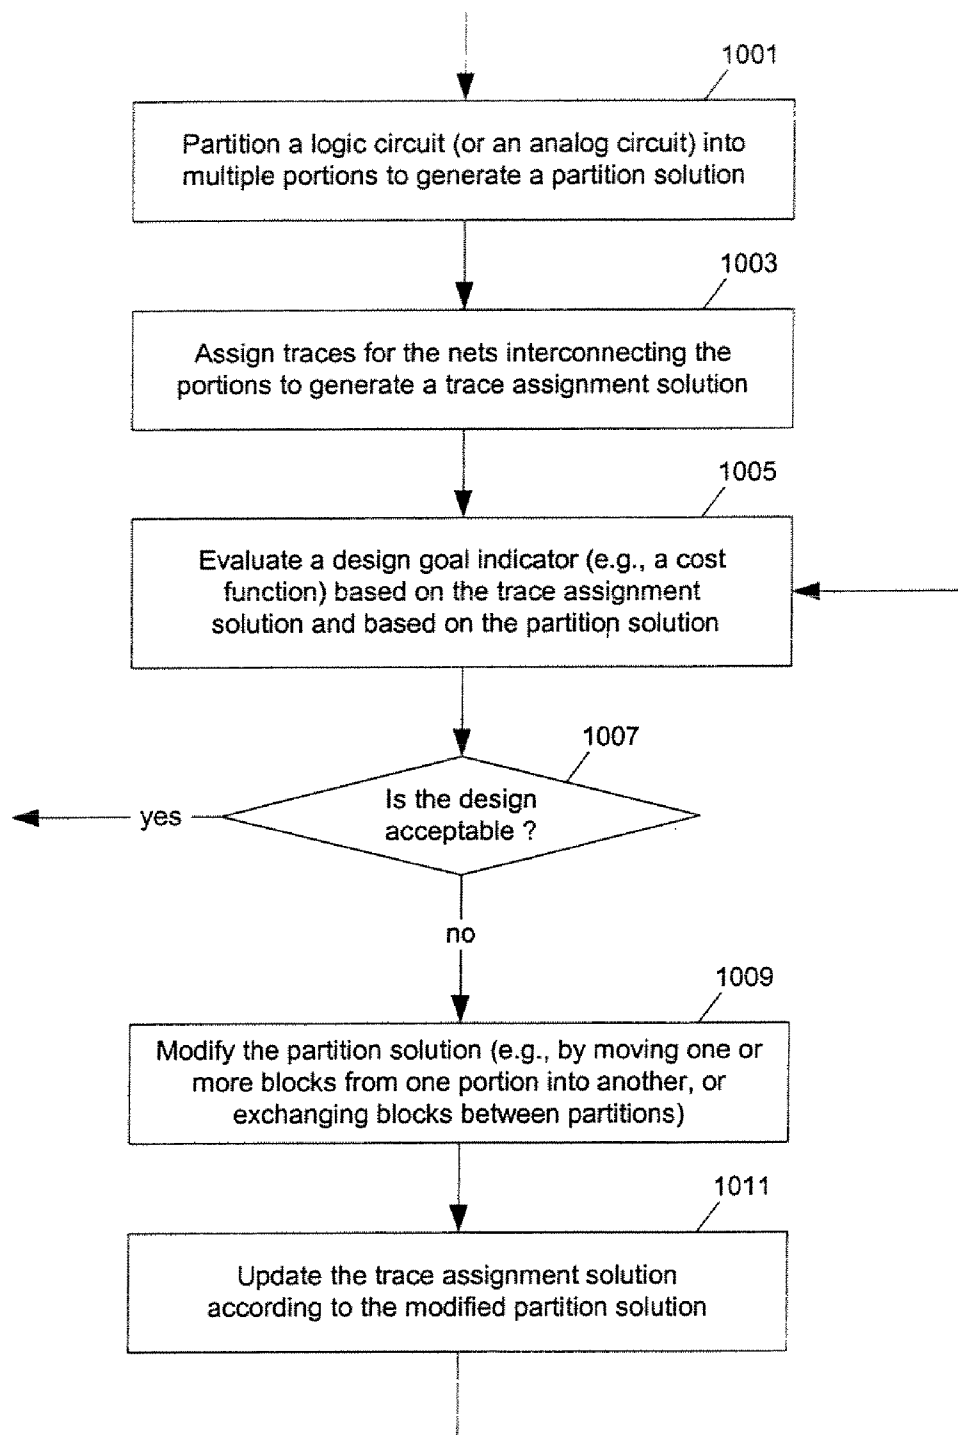 1001
Partition a logic circuit (or an analog circuit) into
multiple portions to generate a partition solution
1003
Assign traces for the nets interconnecting the
portions to generate a trace assignment solution
1005
Evaluate a design goal indicator (e.g., a cost
function) based on the trace assignment
solution and based on the partition solution
1007
Is the design
acceptable ?
yes
no
1009
Modify the partition solution (e.g., by moving one or
more blocks from one portion into another, or
exchanging blocks between partitions)
1011
Update the trace assignment solution
according to the modified partition solution